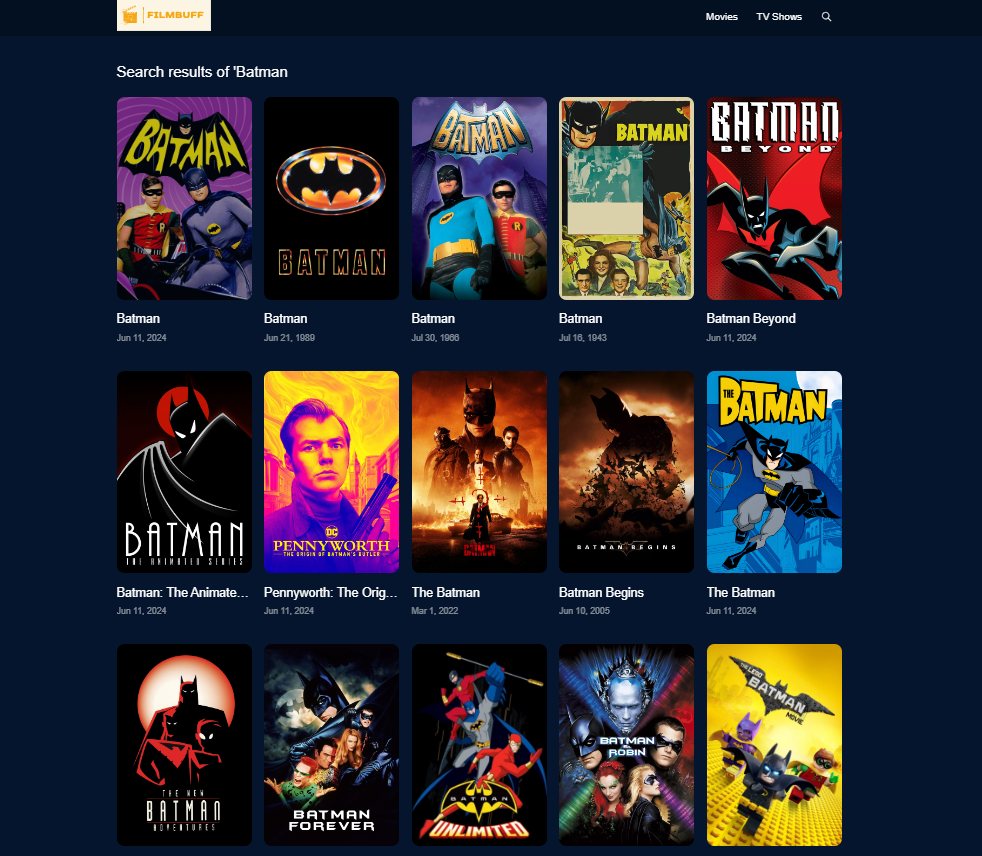 FILMBUFF
Movies
TV Shows
Search results of 'Batman
BATMAN
R
BATMAN
BATMAN
R
BATMAN
BATMAN
BEYOND
Batman
Batman
Batman
Batman
Batman Beyond
Jun 11, 2024
Jun 21, 1989
Jul 30, 1966
Jul 16, 1943
Jun 11, 2024
BATMAN
THE ANIMATED SERIES
DC
PENNYWORTH
THE ORIGIN OF BATMAN'S BUTLER
THE
BATMAN
BATMAN BEGINS
THE
BATMAN
Batman: The Animate...
Pennyworth: The Orig...
The Batman
Batman Begins
The Batman
Jun 11, 2024
Jun 11, 2024
Mar 1, 2022
Jun 10, 2005
Jun 11, 2024
THE NEW
BATMAN
ADVENTURES
BATMAN
FOREVER
BATMAN
UNLIMITED
BATMAN
&
ROBIN
THE LEGO
BATMAN
MOVIE